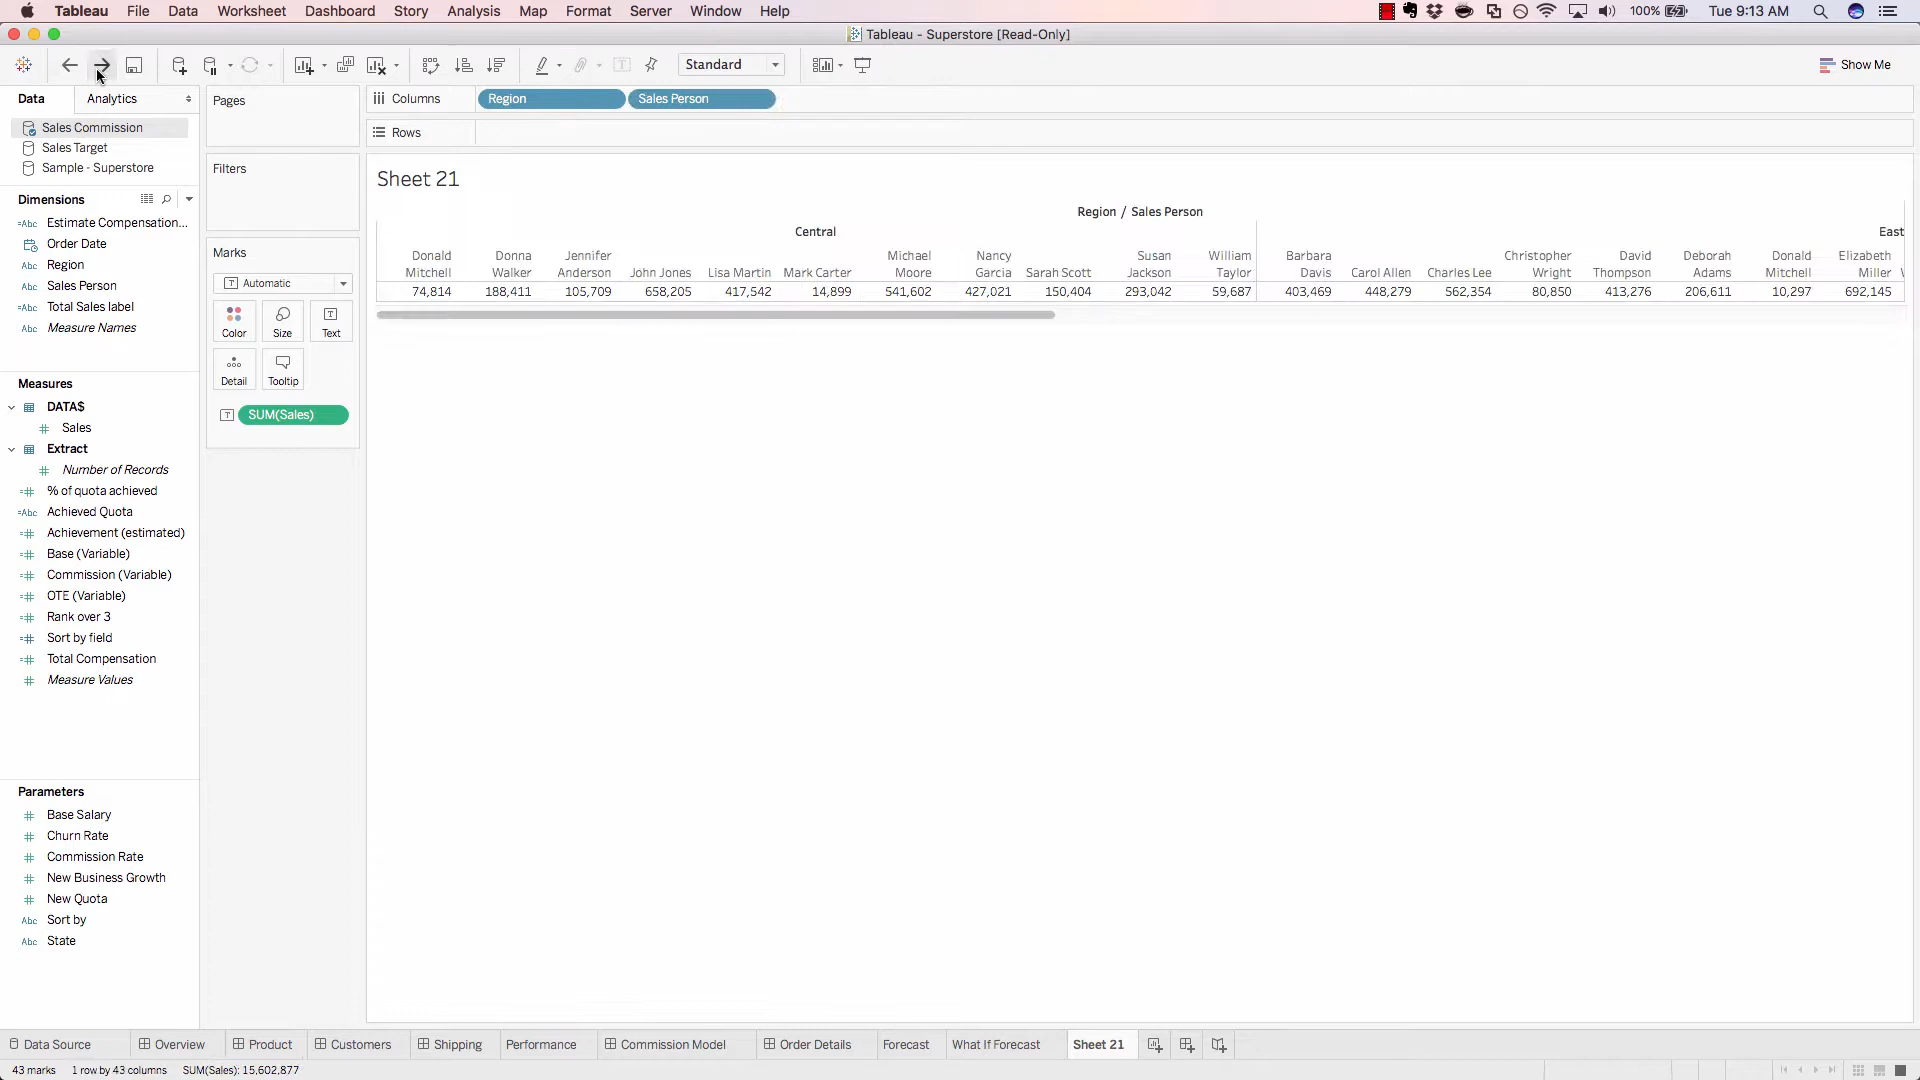 Tableau File Data Worksheet Dashboard Story Analysis Map Format Server Window Help 100% Tue 9:13 AM
Tableau - Superstore [Read-Only]
Standard Show Me
Data Analytics
Sales Commission
Sales Target
Sample - Superstore
Dimensions
=Abc Estimate Compensation...
Order Date
Abc Region
Abc Sales Person
=Abc Total Sales label
Abc Measure Names
Measures
DATA$
# Sales
Extract
# Number of Records
=# % of quota achieved
=Abc Achieved Quota
=# Achievement (estimated)
=# Base (Variable)
=# Commission (Variable)
=# OTE (Variable)
=# Rank over 3
=# Sort by field
=# Total Compensation
# Measure Values
Parameters
# Base Salary
# Churn Rate
# Commission Rate
# New Business Growth
# New Quota
Abc Sort by
Abc State
Pages
Filters
Marks
T Automatic
Color Size T Text
Detail Tooltip
T SUM(Sales)
Columns Region Sales Person
Rows
Sheet 21
Region / Sales Person
Central East
Donald Mitchell Donna Walker Jennifer Anderson John Jones Lisa Martin Mark Carter Michael Moore Nancy Garcia Sarah Scott Susan Jackson William Taylor Barbara Davis Carol Allen Charles Lee Christopher Wright David Thompson Deborah Adams Donald Mitchell Elizabeth Miller
74,814 188,411 105,709 658,205 417,542 14,899 541,602 427,021 150,404 293,042 59,687 403,469 448,279 562,354 80,850 413,276 206,611 10,297 692,145
Data Source Overview Product Customers Shipping Performance Commission Model Order Details Forecast What If Forecast Sheet 21
43 marks 1 row by 43 columns SUM(Sales): 15,602,877